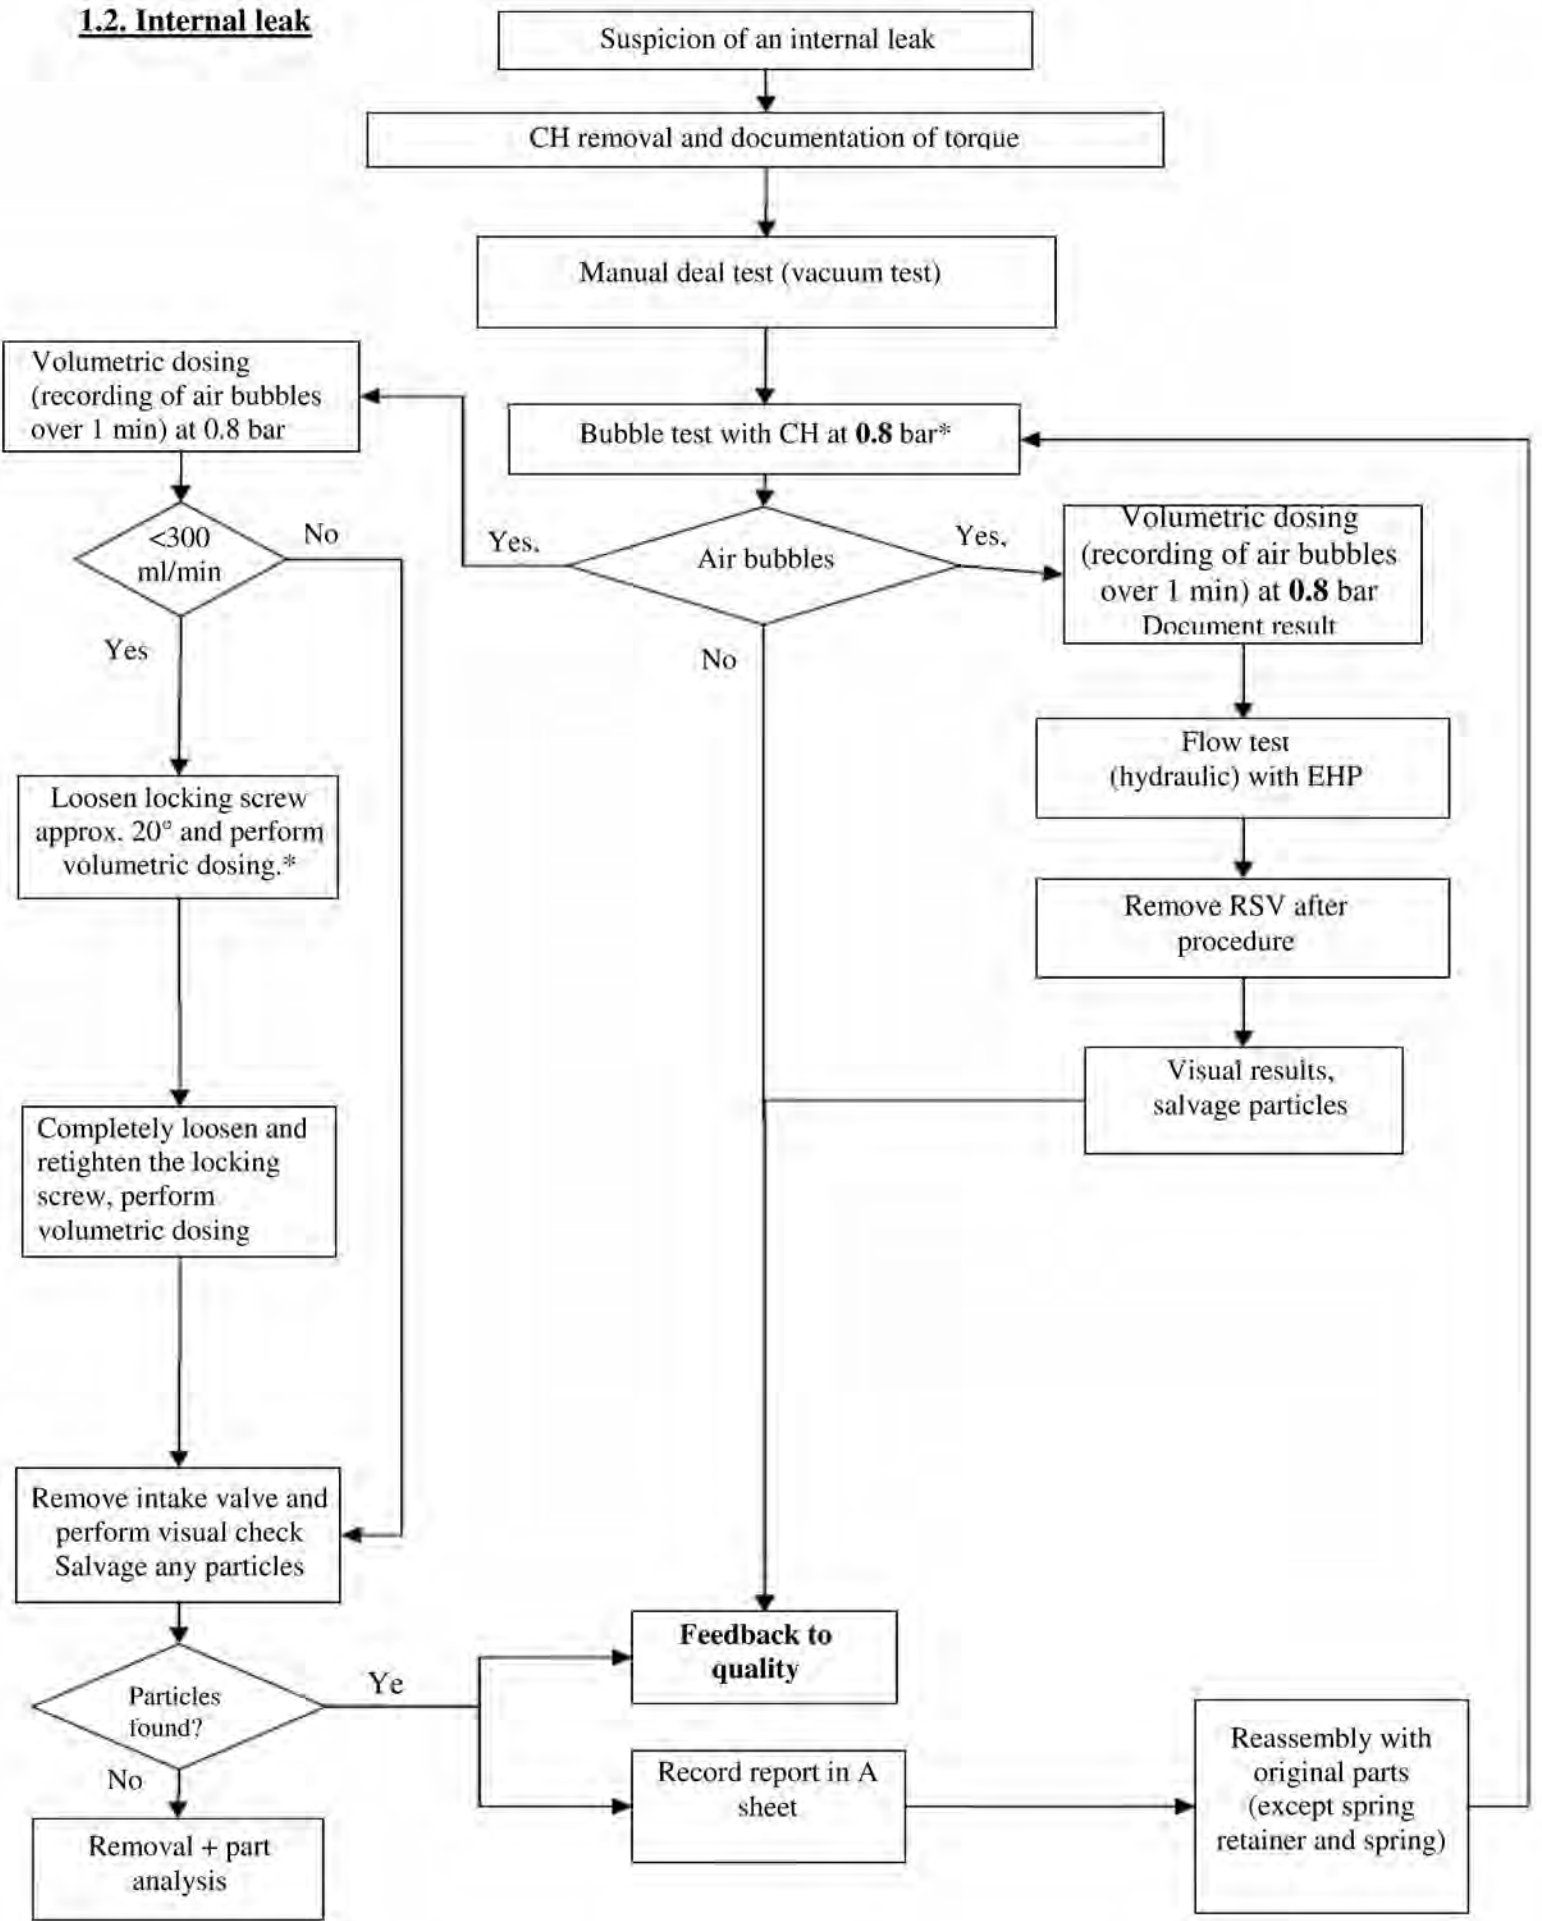 1.2. Internal leak
Suspicion of an internal leak
CH removal and documentation of torque
Manual deal test (vacuum test)
Volumetric dosing
(recording of air bubbles
over 1 min) at 0.8 bar
Bubble test with CH at 0.8 bar*
<300
ml/min
No
Yes
Yes.
Air bubbles
Yes.
No
Volumetric dosing
(recording of air bubbles
over 1 min) at 0.8 bar
Document result
Flow test
(hydraulic) with EHP
Loosen locking screw
approx. 20° and perform
volumetric dosing.*
Remove RSV after
procedure
Visual results,
salvage particles
Completely loosen and
retighten the locking
screw, perform
volumetric dosing
Remove intake valve and
perform visual check
Salvage any particles
Particles
found?
Ye
No
Feedback to
quality
Record report in A
sheet
Reassembly with
original parts
(except spring
retainer and spring)
Removal + part
analysis